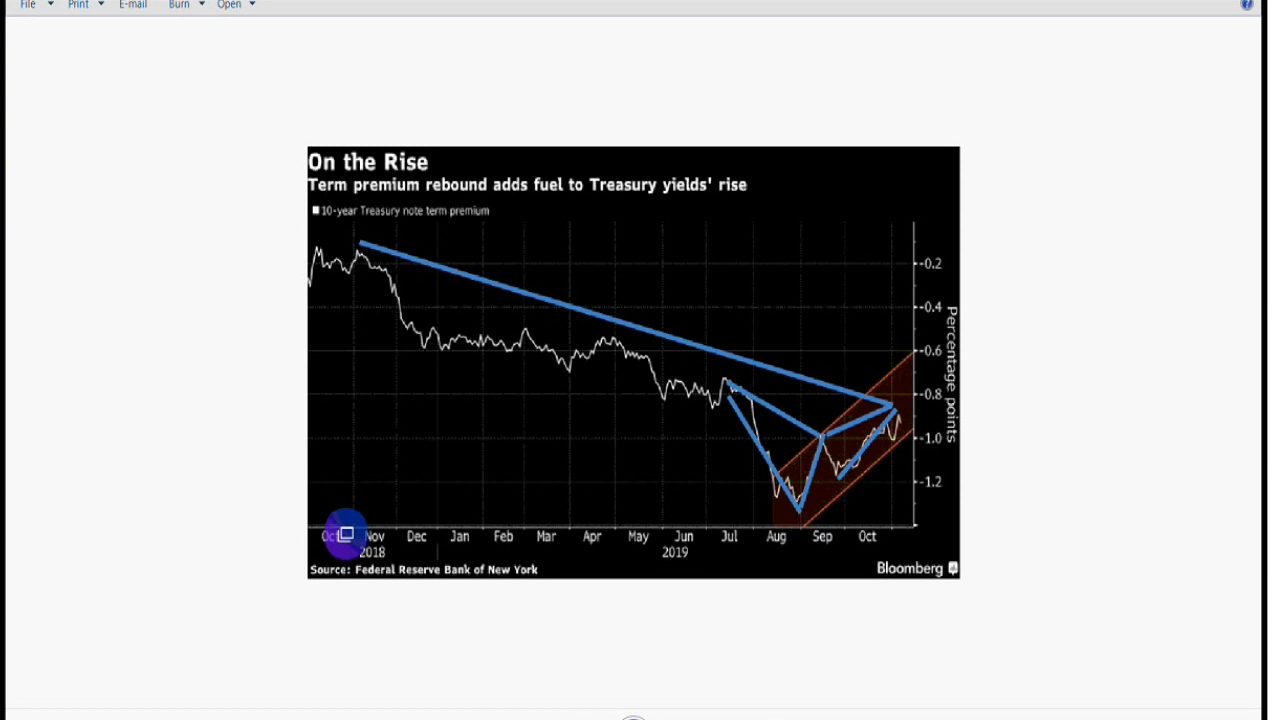 File Print E-mail Burn Open
On the Rise
Term premium rebound adds fuel to Treasury yields' rise
10-year Treasury note term premium
-0.2
-0.4
-0.6
-0.8
-1.0
-1.2
Percentage points
Nov Dec Jan Feb Mar Apr May Jun Jul Aug Sep Oct
2018 2019
Source: Federal Reserve Bank of New York
Bloomberg